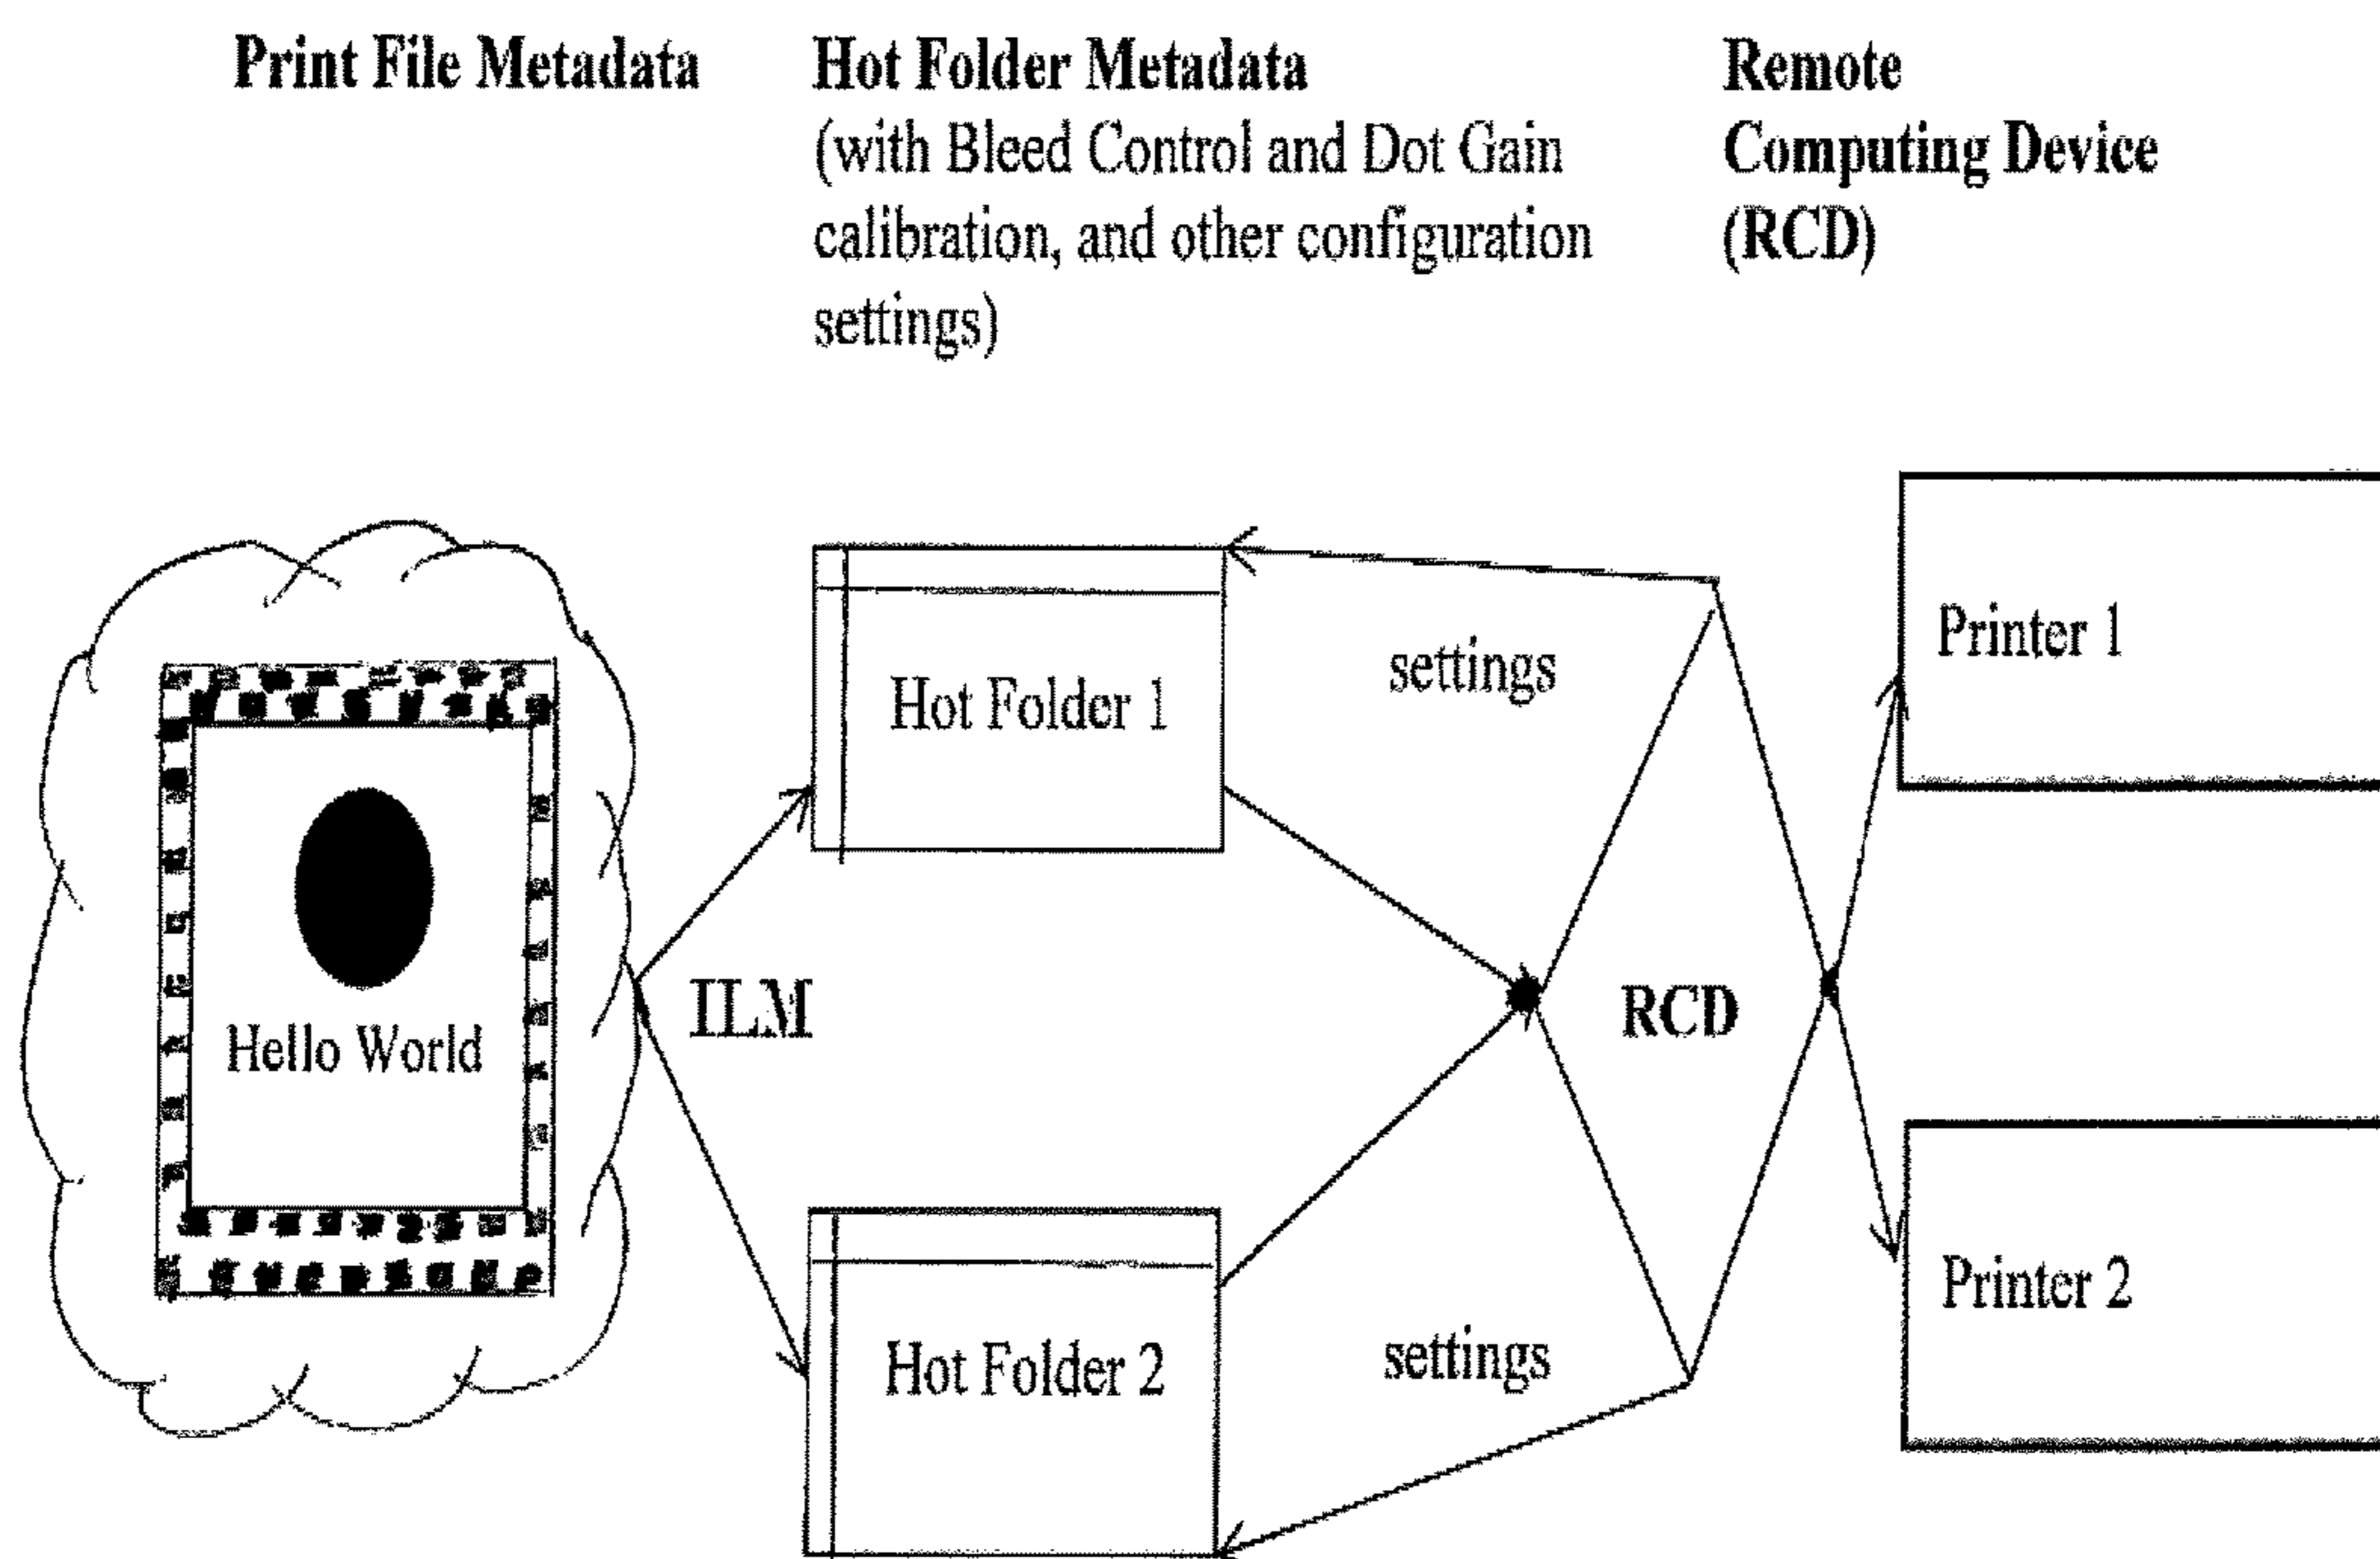 Print File Metadata
Hot Folder Metadata
(with Bleed Control and Dot Gain
calibration, and other configuration
settings)
Remote
Computing Device
(RCD)
Printer 1
settings
Hot Folder 1
ILM
RCD
Hello World
Printer 2
settings
Hot Folder 2